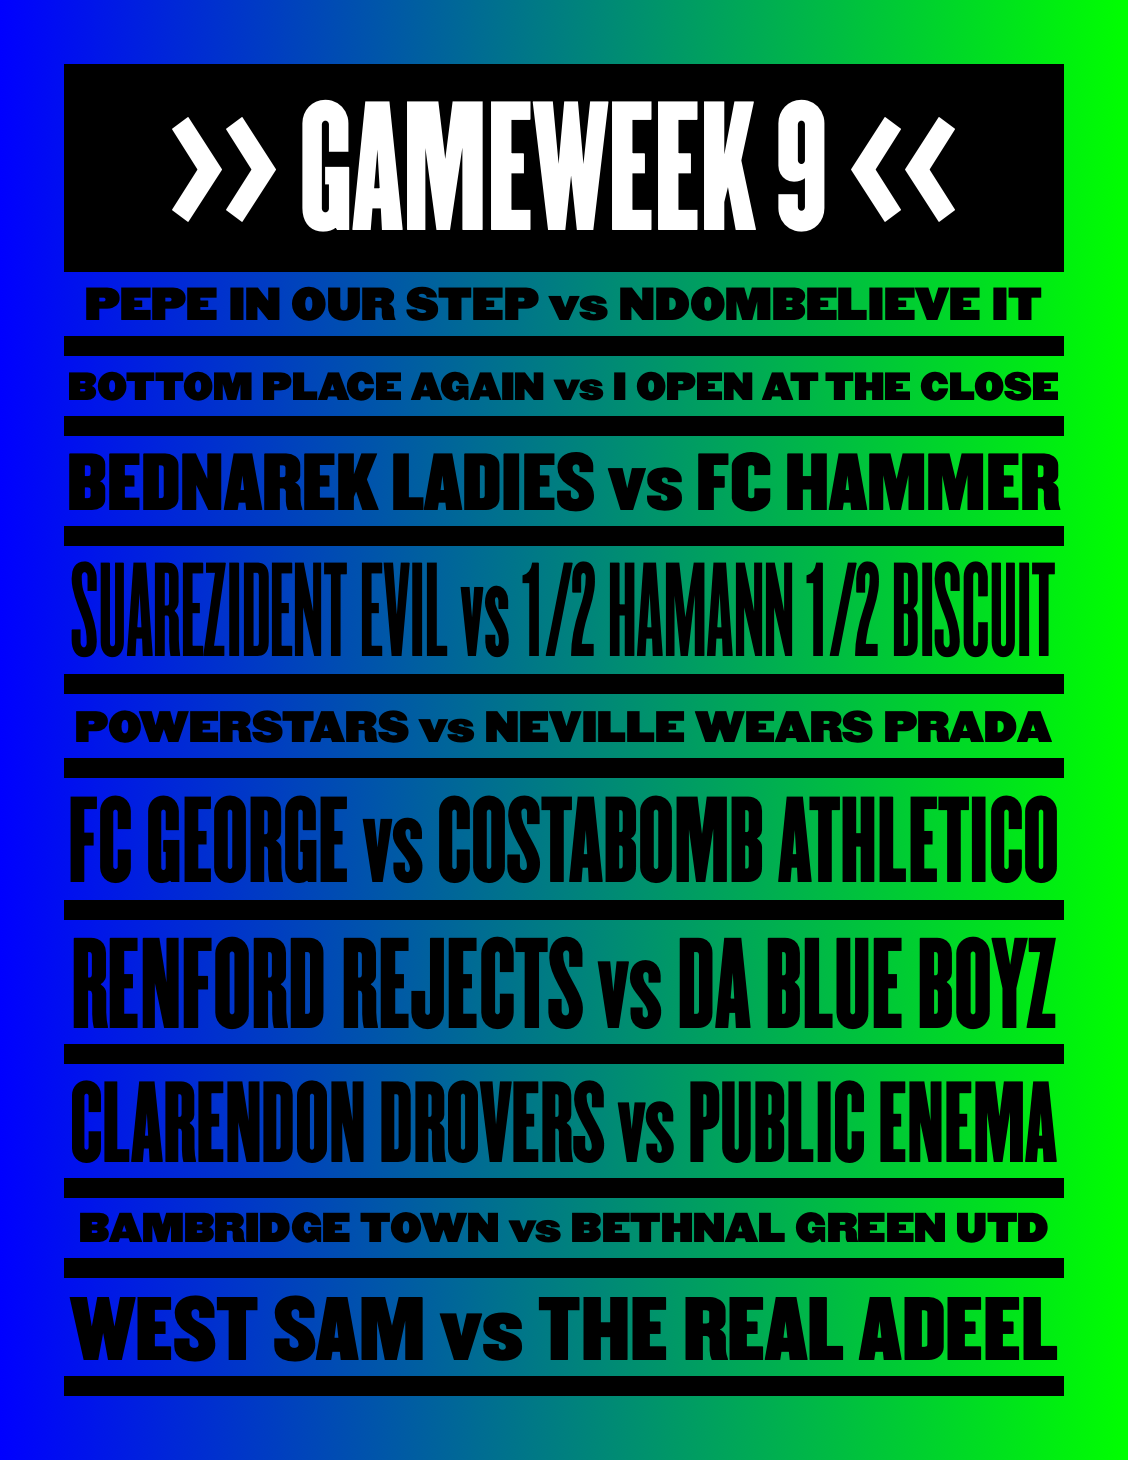 >> GAMEWEEK 9 <<
PEPE IN OUR STEP vs NDOMBELIEVE IT
BOTTOM PLACE AGAIN vs I OPEN AT THE CLOSE
BEDNAREK LADIES vs FC HAMMER
SUAREZIDENT EVIL vs 1/2 HAMANN 1/2 BISCUIT
POWERSTARS vs NEVILLE WEARS PRADA
FC GEORGE vs COSTABOMB ATHLETICO
RENFORD REJECTS vs DA BLUE BOYZ
CLARENDON DROVERS vs PUBLIC ENEMA
BAMBRIDGE TOWN vs BETHNAL GREEN UTD
WEST SAM vs THE REAL ADEEL